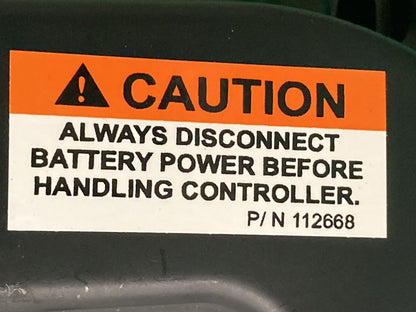 CAUTION
ALWAYS DISCONNECT
BATTERY POWER BEFORE
HANDLING CONTROLLER.
P/N 112668